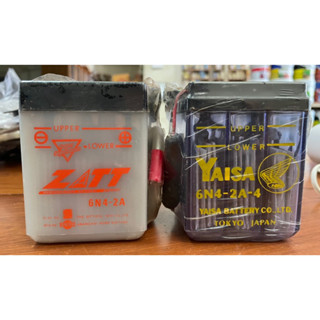 UPPER
LOWER
ZATT
6N4-2A
UPPER
LOWER
YAISA
6N4-2A-4
YAISA BATTERY CO., LTD.
TOKYO JAPAN